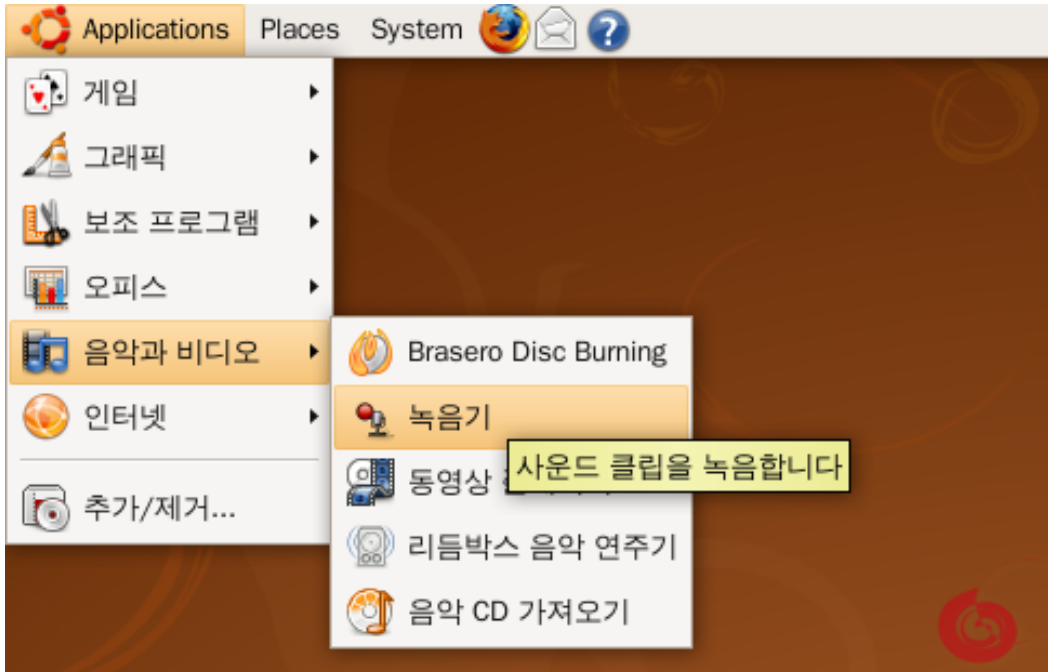 Applications Places System
게임
그래픽
보조 프로그램
오피스
음악과 비디오
인터넷
추가/제거...
Brasero Disc Burning
녹음기
사운드 클립을 녹음합니다
동영상
리듬박스 음악 연주기
음악 CD 가져오기